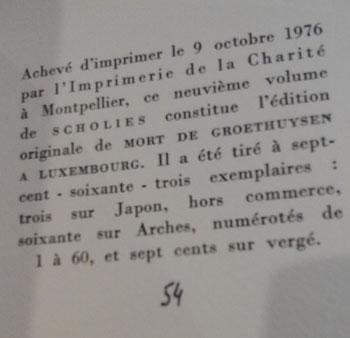 Achevé d'imprimer le 9 octobre 1976
par l'Imprimerie de la Charité
à Montpellier, ce neuvième volume
de SCHOLIES constitue l'édition
originale de MORT DE GROETHUYSEN
A LUXEMBOURG. Il a été tiré à sept-
cent - soixante - trois exemplaires :
trois sur Japon, hors commerce,
soixante sur Arches, numérotés de
1 à 60, et sept cents sur vergé.
54